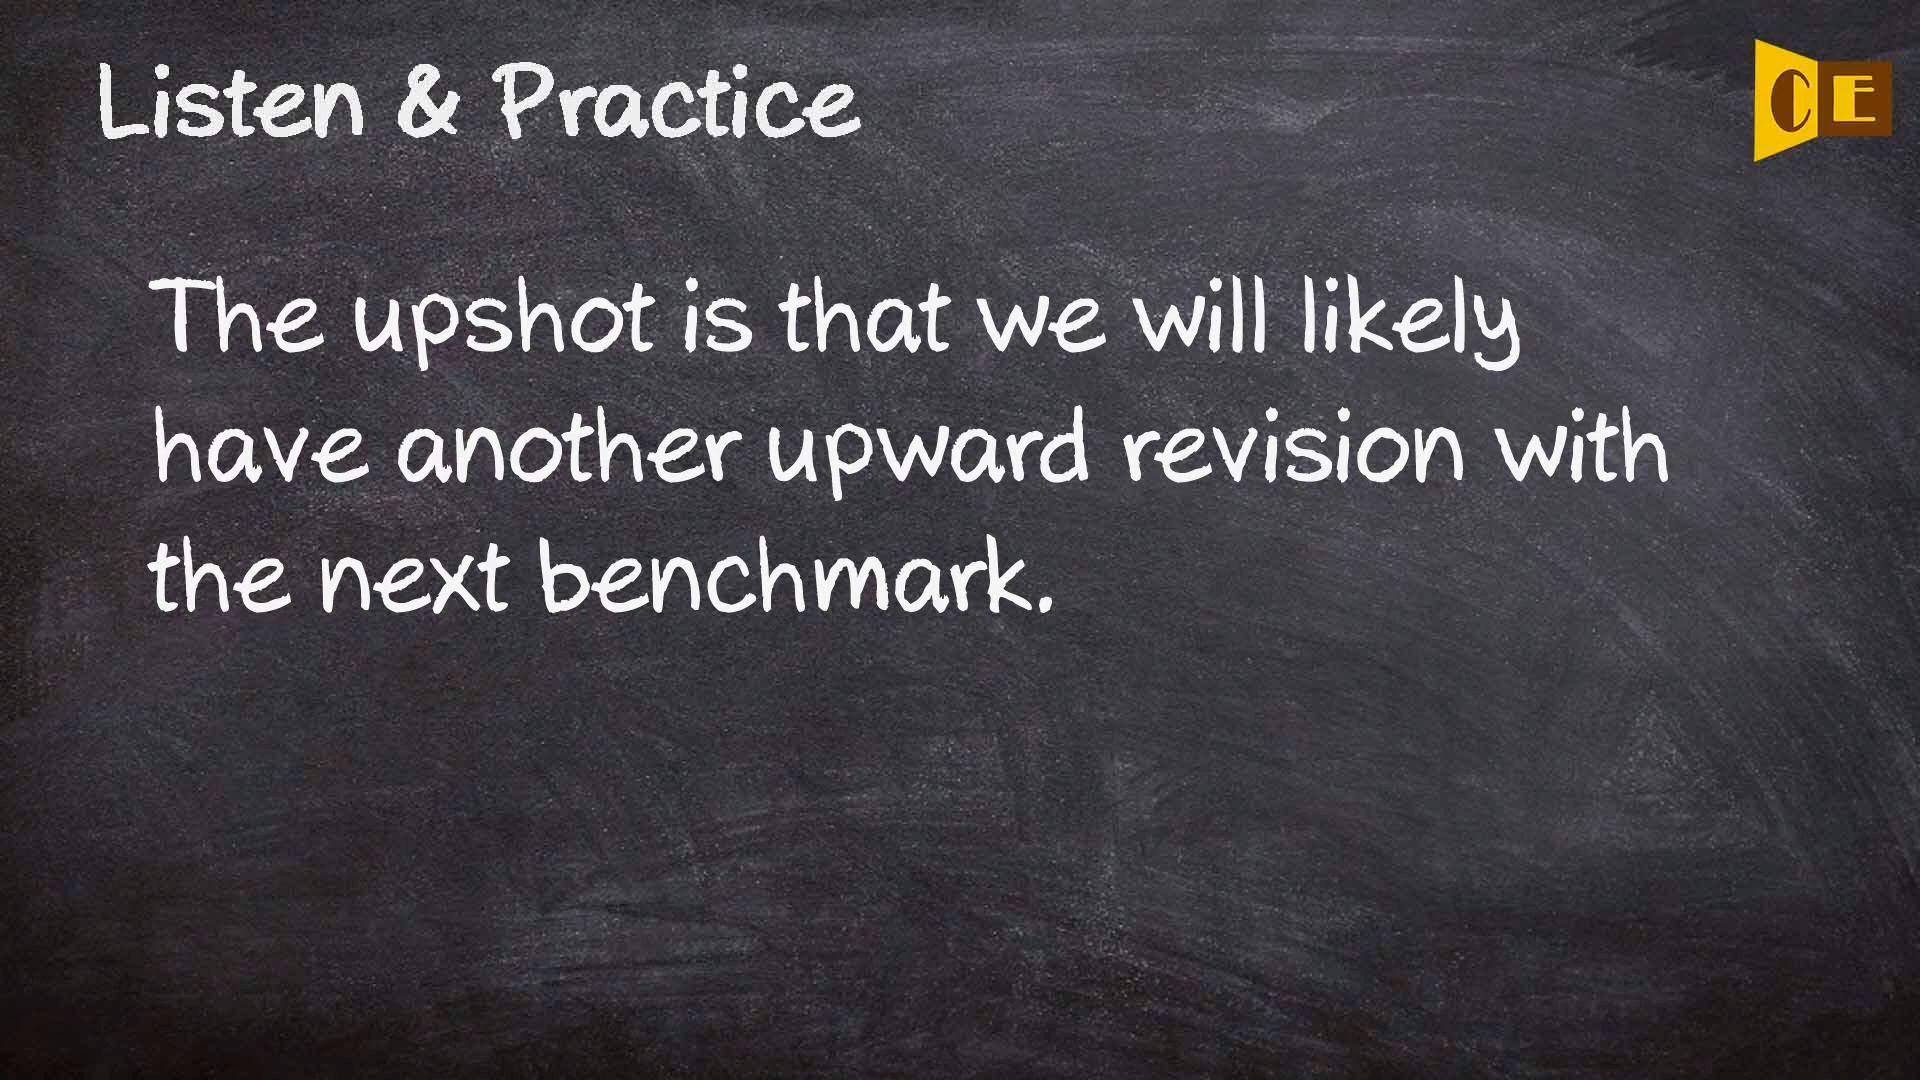 Listen & Practice
CE
The upshot is that we will likely
have another upward revision with
the next benchmark.